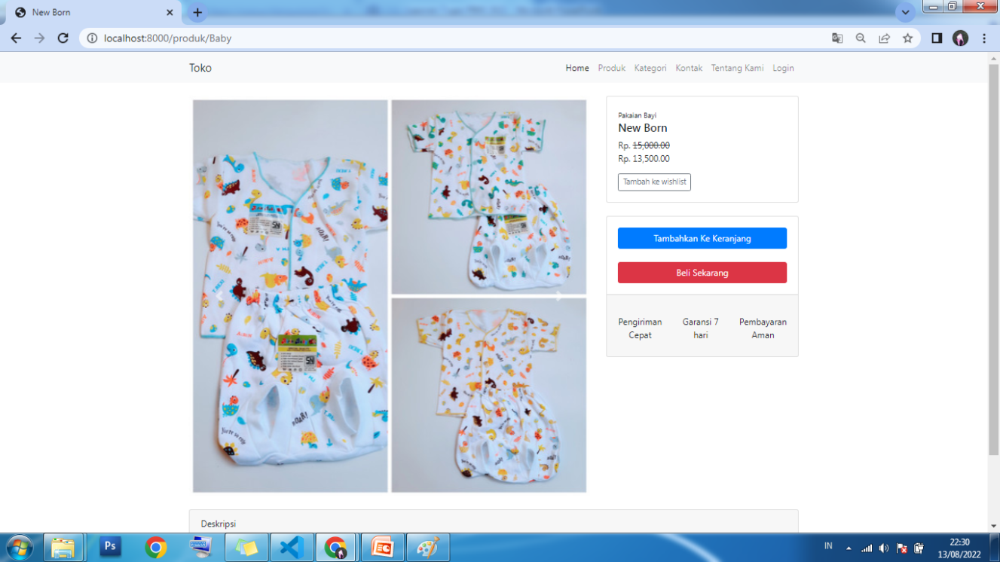 New Born
localhost:8000/produk/Baby
Toko
Home Produk Kategori Kontak Tentang Kami Login
Pakaian Bayi
New Born
Rp. 15,000.00
Rp. 13,500.00
Tambah ke wishlist
Tambahkan Ke Keranjang
Beli Sekarang
Pengiriman
Cepat
Garansi 7
hari
Pembayaran
Aman
ROAR!
Deskripsi
Ps
IN
22:30
13/08/2022